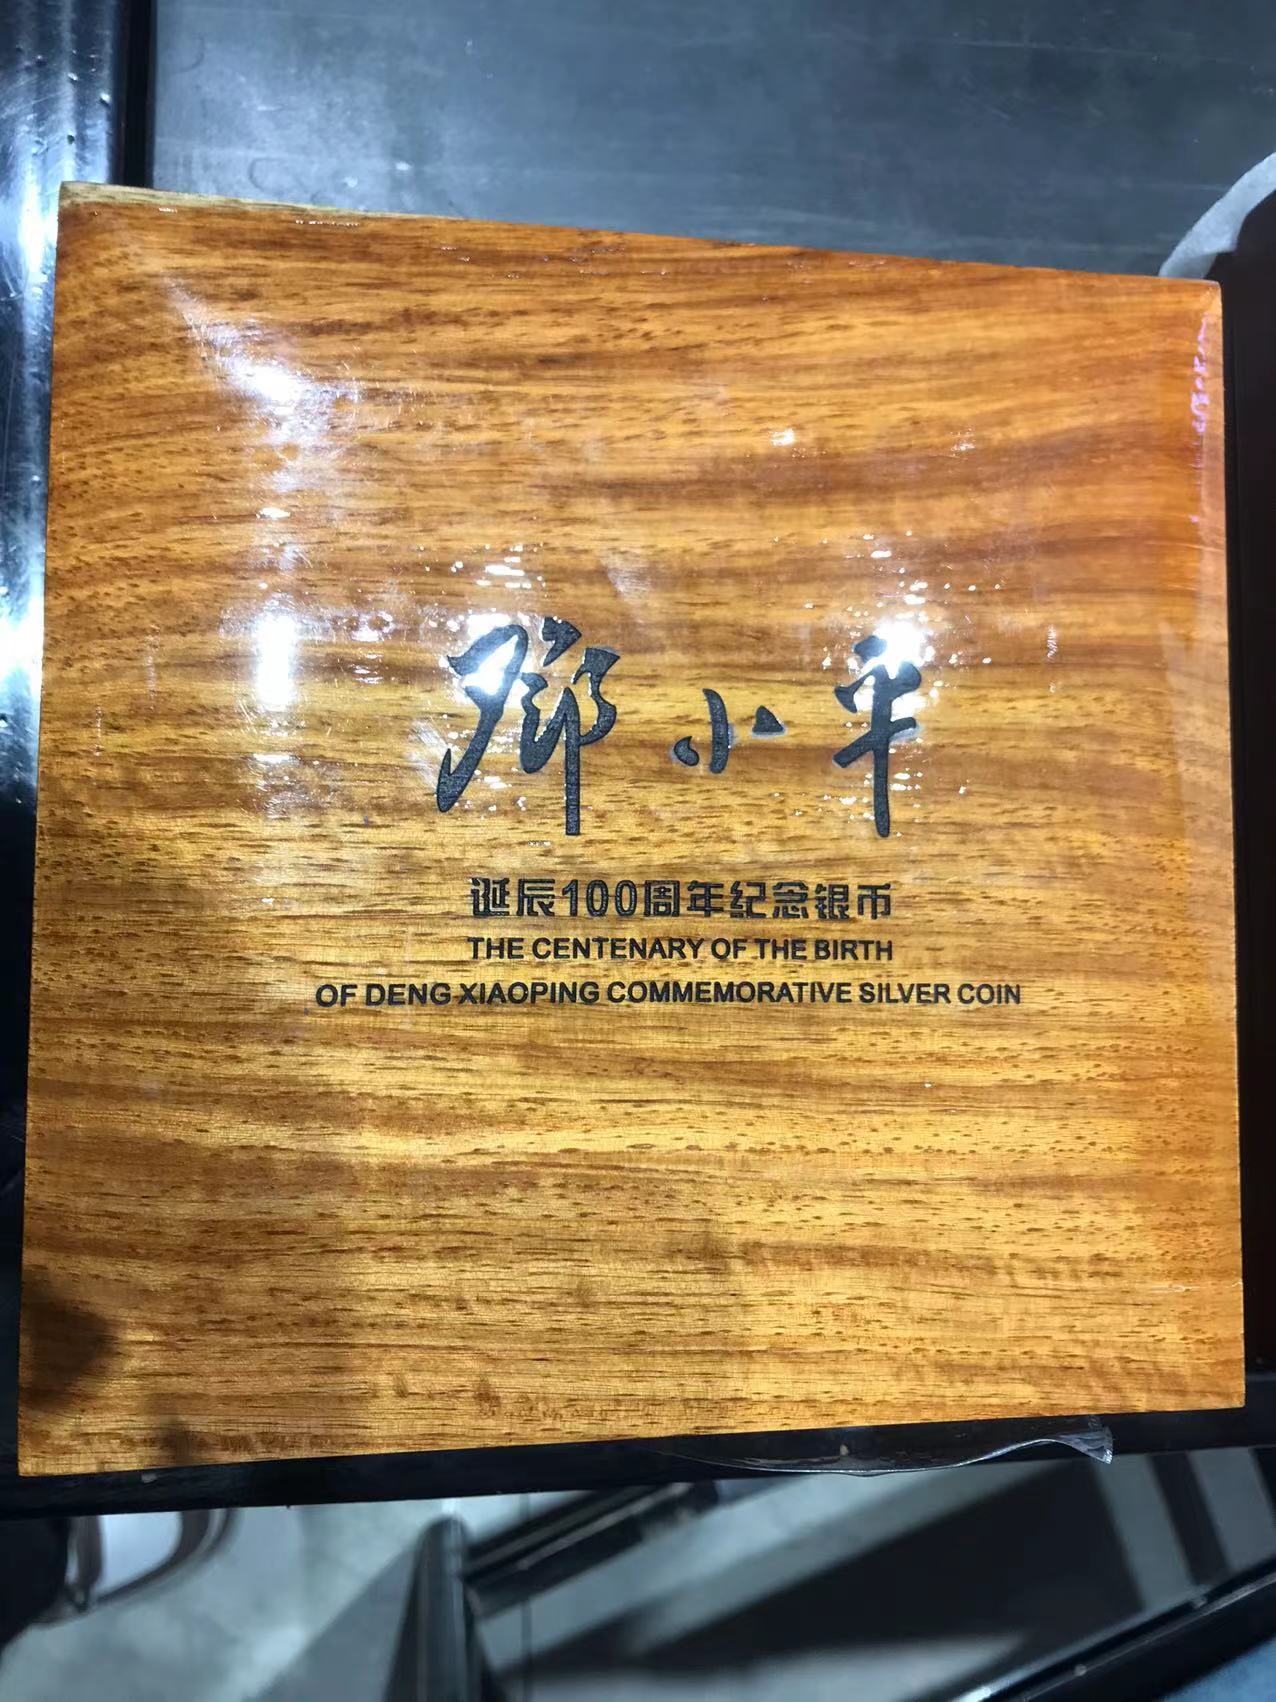 邓小平
诞辰100周年纪念银币
THE CENTENARY OF THE BIRTH
OF DENG XIAOPING COMMEMORATIVE SILVER COIN